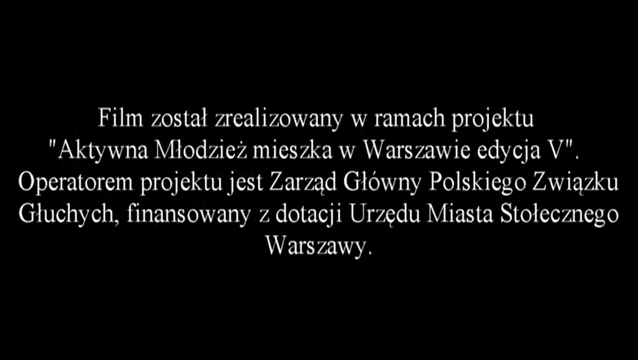 Film został zrealizowany w ramach projektu
"Aktywna Młodzież mieszka w Warszawie edycja V".
Operatorem projektu jest Zarząd Główny Polskiego Związku
Głuchych, finansowany z dotacji Urzędu Miasta Stołecznego
Warszawy.